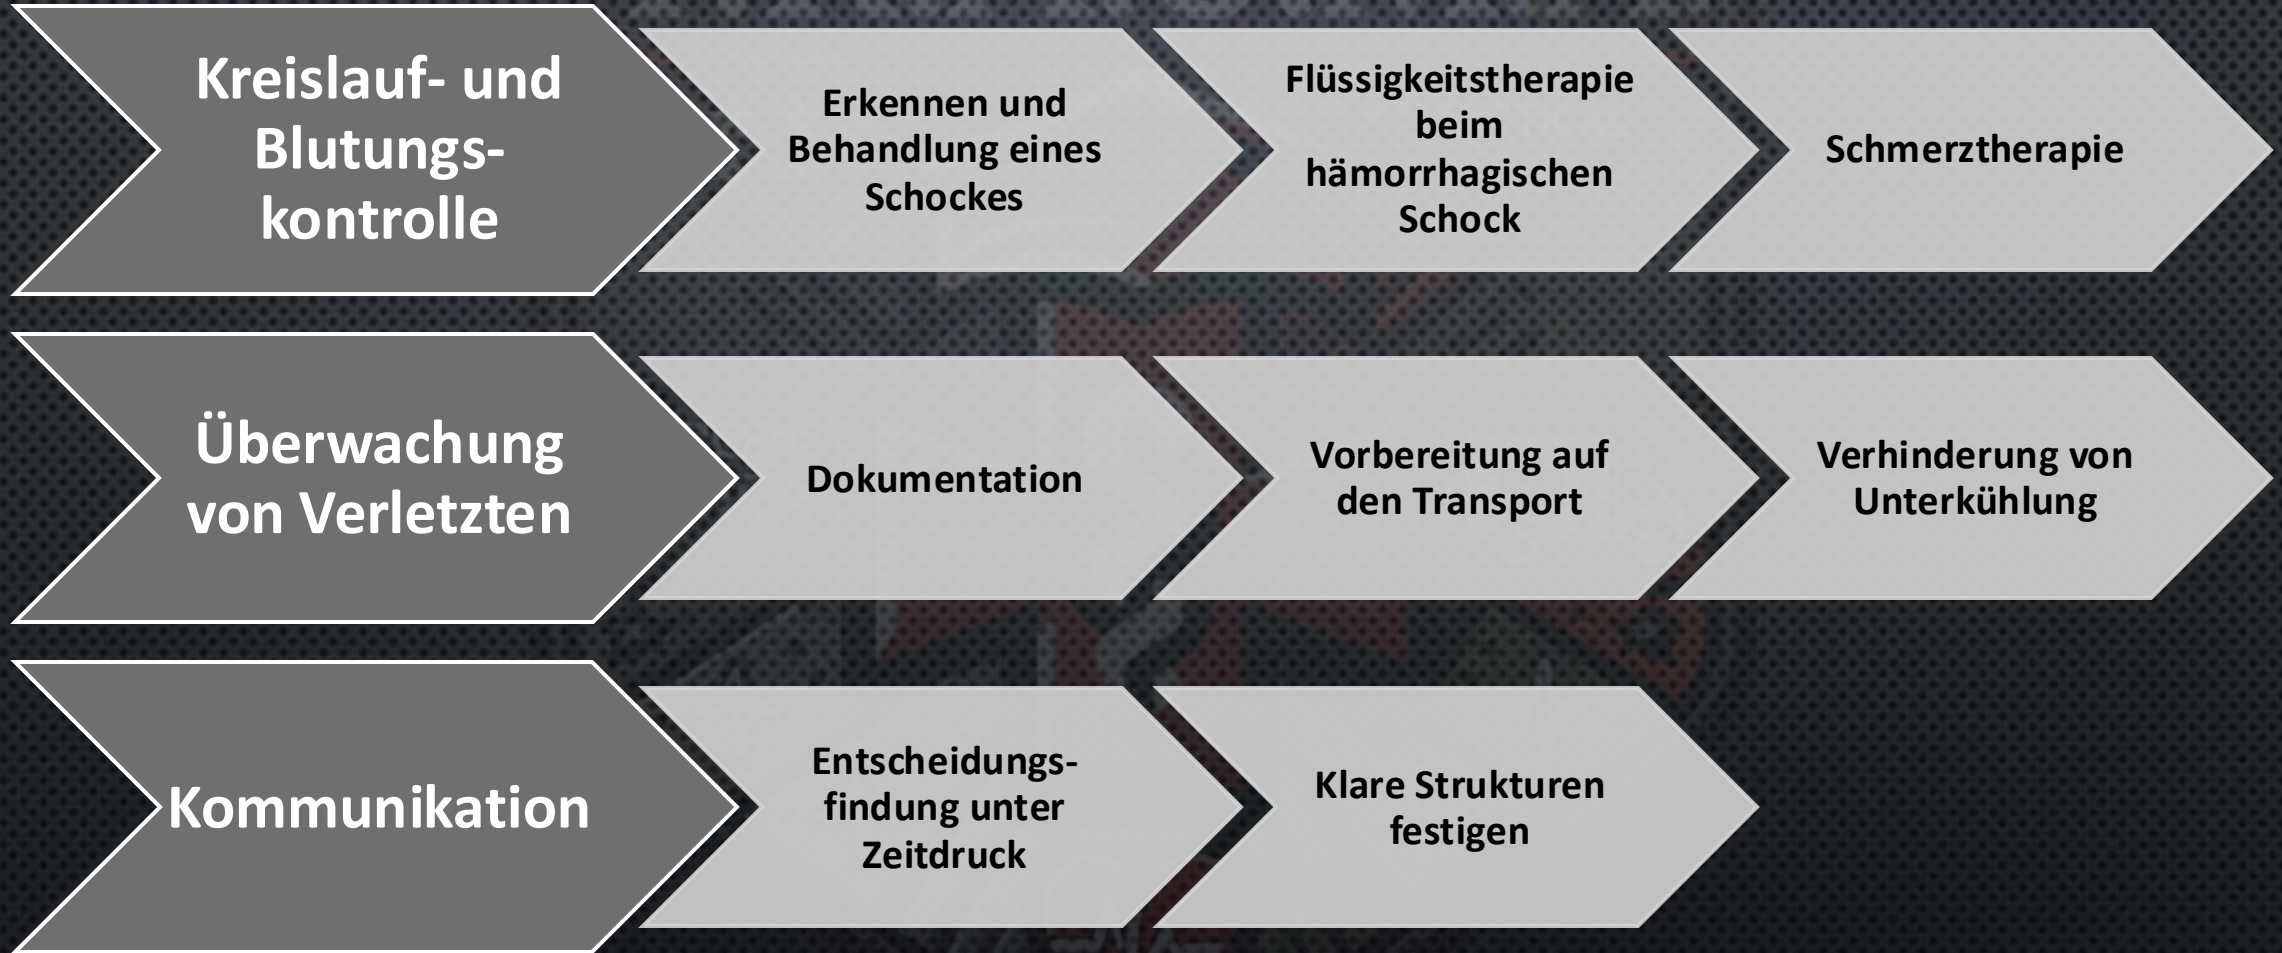 Kreislauf- und
Blutungs-
kontrolle
Erkennen und
Behandlung eines
Schockes
Flüssigkeitstherapie
beim
hämorrhagischen
Schock
Schmerztherapie
Überwachung
von Verletzten
Dokumentation
Vorbereitung auf
den Transport
Verhinderung von
Unterkühlung
Kommunikation
Entscheidungs-
findung unter
Zeitdruck
Klare Strukturen
festigen